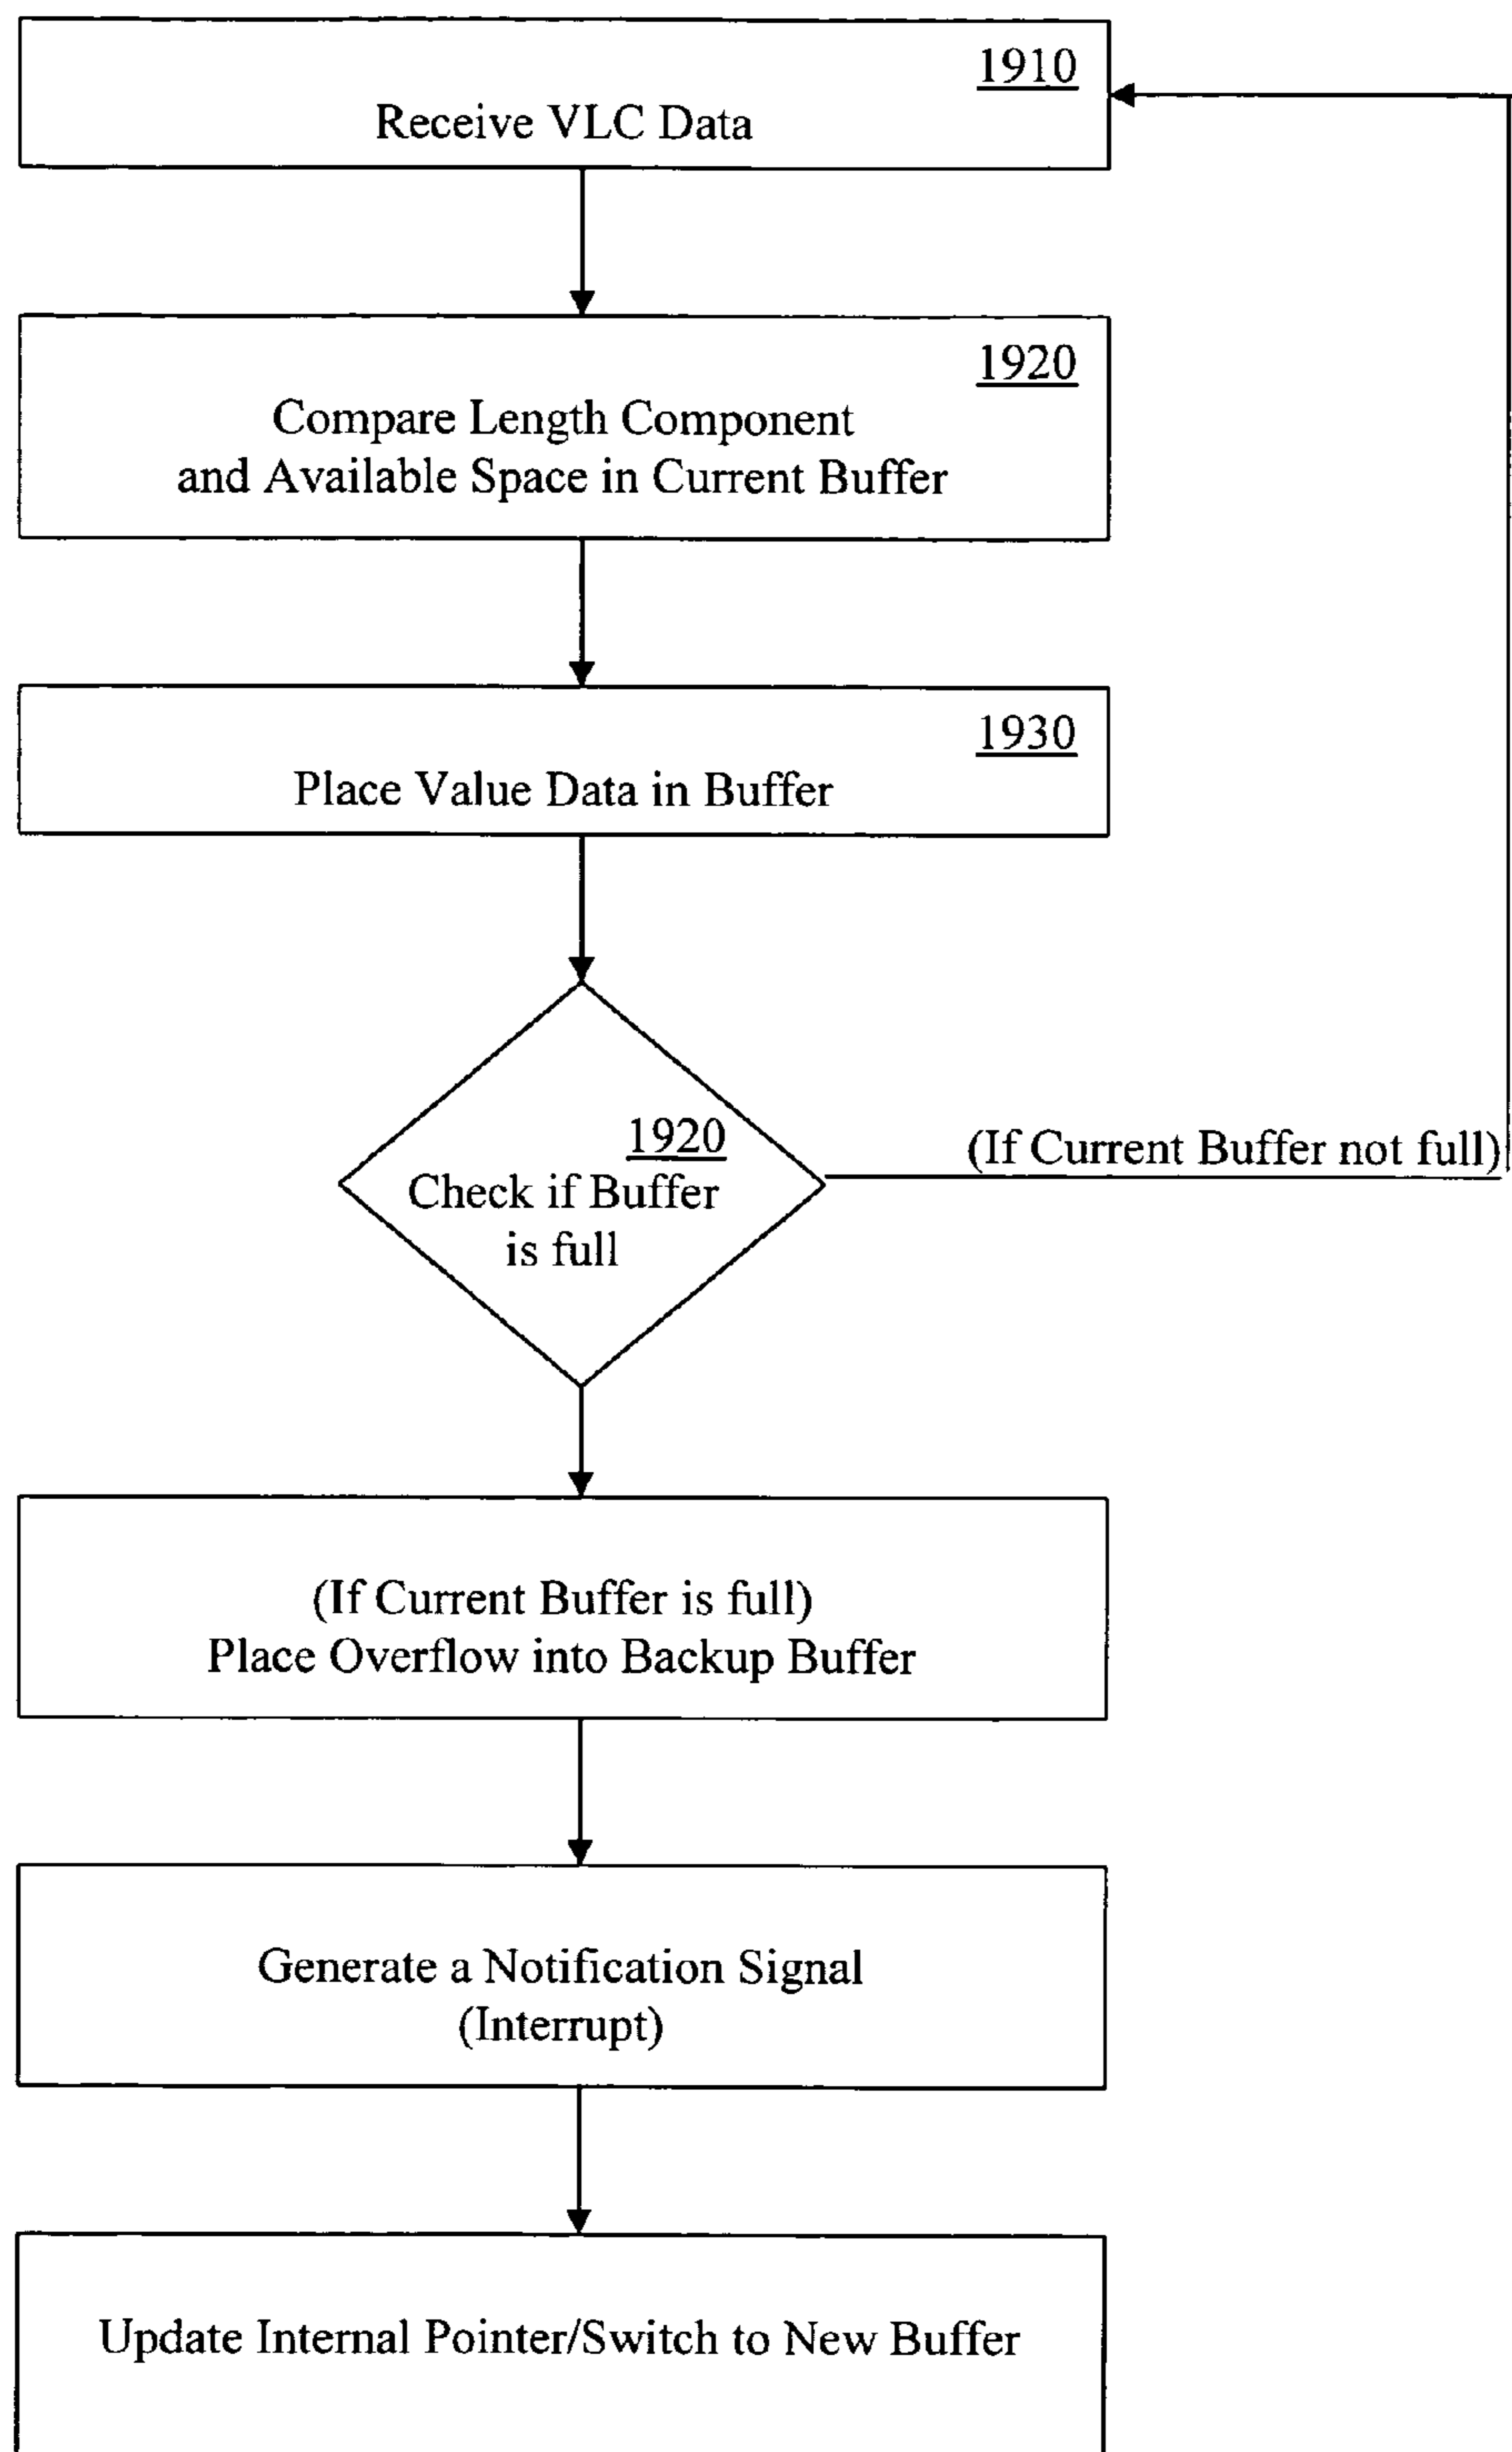 1910
Receive VLC Data
1920
Compare Length Component
and Available Space in Current Buffer
1930
Place Value Data in Buffer
1920
Check if Buffer
is full
(If Current Buffer not full)
(If Current Buffer is full)
Place Overflow into Backup Buffer
Generate a Notification Signal
(Interrupt)
Update Internal Pointer/Switch to New Buffer